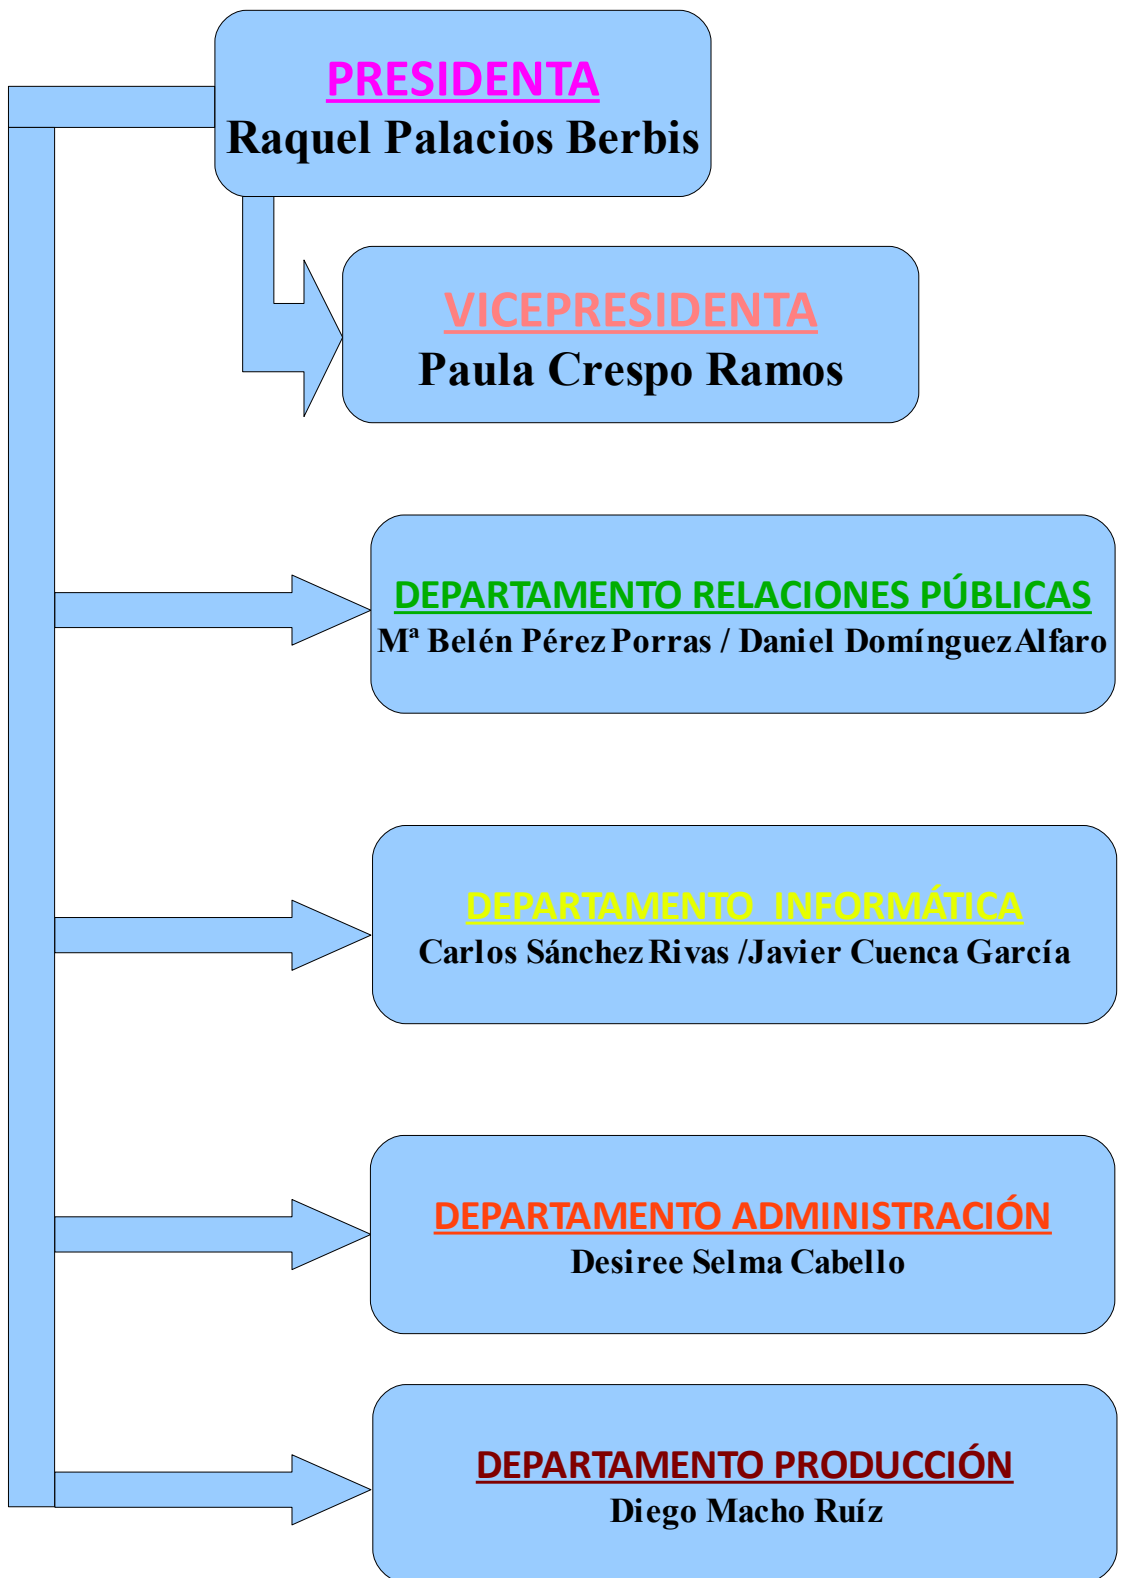 PRESIDENTA
Raquel Palacios Berbis
VICEPRESIDENTA
Paula Crespo Ramos
DEPARTAMENTO RELACIONES PÚBLICAS
Mª Belén Pérez Porras / Daniel Domínguez Alfaro
DEPARTAMENTO INFORMÁTICA
Carlos Sánchez Rivas /Javier Cuenca García
DEPARTAMENTO ADMINISTRACIÓN
Desiree Selma Cabello
DEPARTAMENTO PRODUCCIÓN
Diego Macho Ruíz